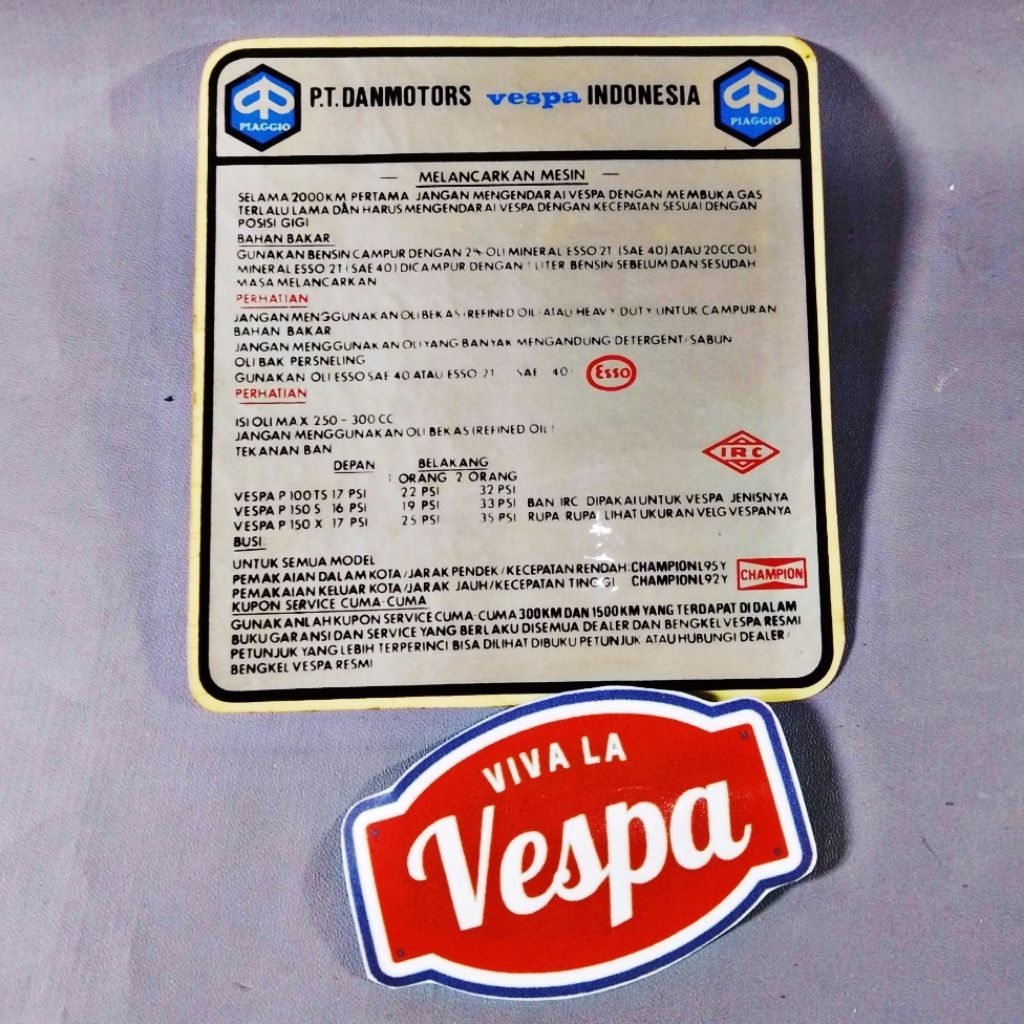 PIAGGIO P.T. DANMOTORS vespa INDONESIA PIAGGIO
— MELANCARKAN MESIN —
SELAMA 2000KM PERTAMA JANGAN MENGENDARAI VESPA DENGAN MEMBUKA GAS
TERLALU LAMA DAN HARUS MENGENDARAI VESPA DENGAN KECEPATAN SESUAI DENGAN
POSISI GIGI
BAHAN BAKAR
GUNAKAN BENSIN CAMPUR DENGAN 2% OLI MINERAL ESSO 2T (SAE 40) ATAU 20CC OLI
MINERAL ESSO 2T (SAE 40) DICAMPUR DENGAN 1 LITER BENSIN SEBELUM DAN SESUDAH
MASA MELANCARKAN
PERHATIAN
JANGAN MENGGUNAKAN OLI BEKAS (REFINED OIL) ATAU HEAVY DUTY UNTUK CAMPURAN
BAHAN BAKAR
JANGAN MENGGUNAKAN OLI YANG BANYAK MENGANDUNG DETERGENT/SABUN
OLI BAK PERSNELING
GUNAKAN OLI ESSO SAE 40 ATAU ESSO 2T SAE 40 Esso
PERHATIAN
ISI OLI MAX 250 - 300 CC
JANGAN MENGGUNAKAN OLI BEKAS (REFINED OIL)
TEKANAN BAN
IRC
DEPAN BELAKANG
1 ORANG 2 ORANG
VESPA P 100 TS 17 PSI 22 PSI 32 PSI
VESPA P 150 S 16 PSI 19 PSI 33 PSI BAN IRC DIPAKAI UNTUK VESPA JENISNYA
VESPA P 150 X 17 PSI 25 PSI 35 PSI RUPA RUPA LIHAT UKURAN VELG VESPANYA
BUSI
UNTUK SEMUA MODEL
PEMAKAIAN DALAM KOTA/JARAK PENDEK/KECEPATAN RENDAH:CHAMPION L95Y
PEMAKAIAN KELUAR KOTA/JARAK JAUH/KECEPATAN TINGGI CHAMPION L92Y
CHAMPION
KUPON SERVICE CUMA-CUMA
GUNAKANLAH KUPON SERVICE CUMA-CUMA 300KM DAN 1500KM YANG TERDAPAT DI DALAM
BUKU GARANSI DAN SERVICE YANG BERLAKU DISEMUA DEALER DAN BENGKEL VESPA RESMI
PETUNJUK YANG LEBIH TERPERINCI BISA DILIHAT DIBUKU PETUNJUK ATAU HUBUNGI DEALER/
BENGKEL VESPA RESMI
VIVA LA
Vespa